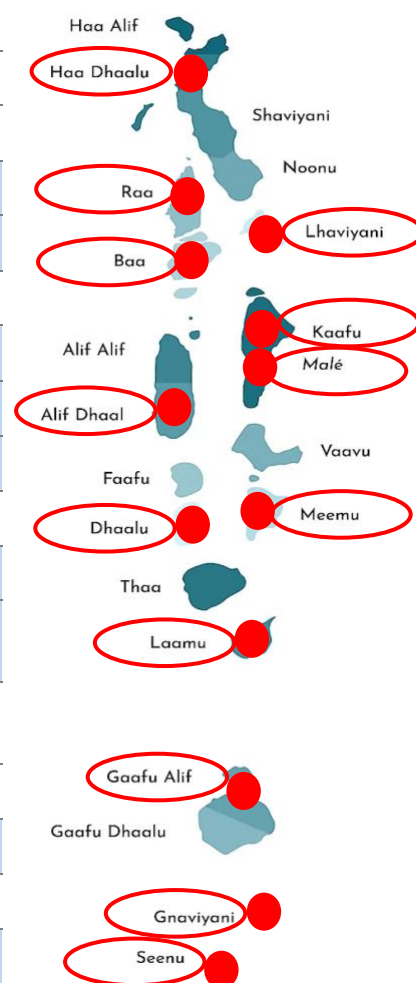 Haa Alif
Haa Dhaalu
Shaviyani
Noonu
Raa
Lhaviyani
Baa
Kaafu
Alif Alif
Malé
Alif Dhaal
Vaavu
Faafu
Meemu
Dhaalu
Thaa
Laamu
Gaafu Alif
Gaafu Dhaalu
Gnaviyani
Seenu